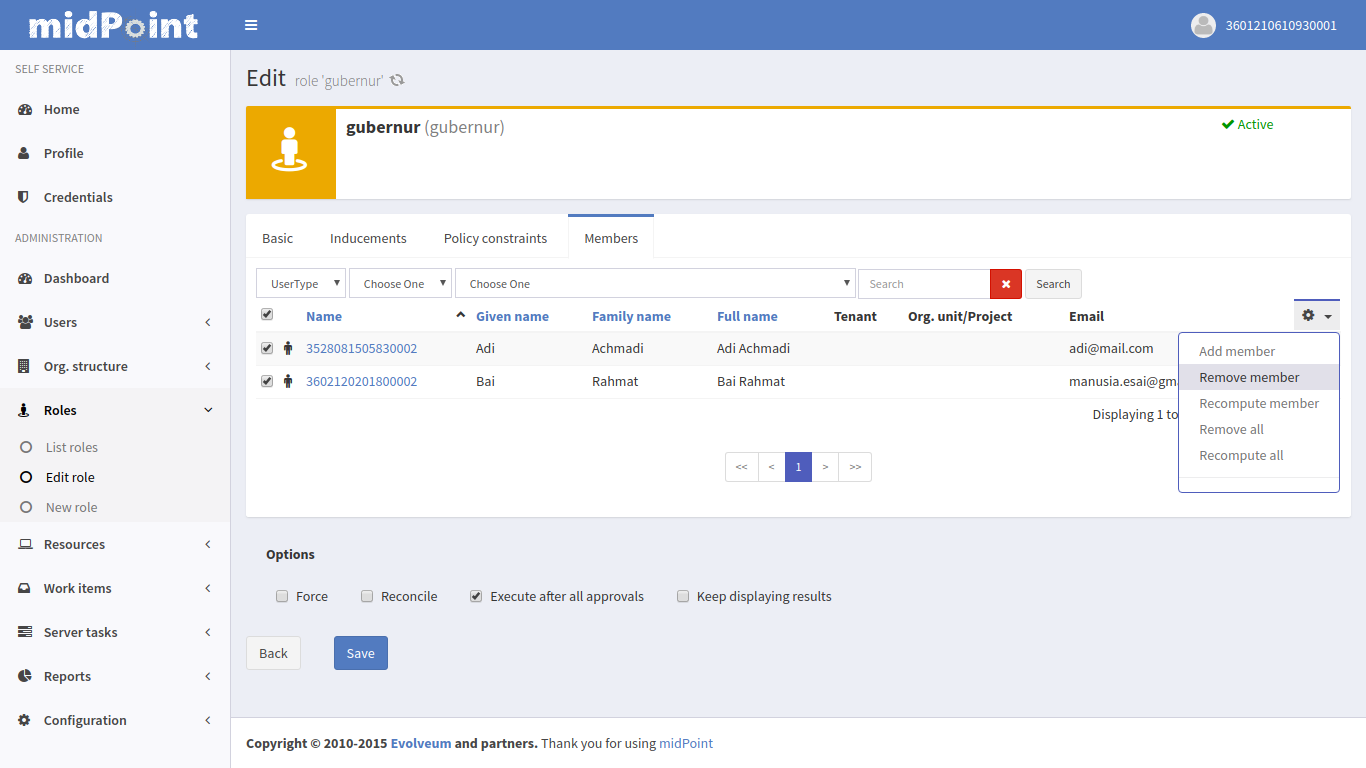 midPoint
3601210610930001
SELF SERVICE
Home
Profile
Credentials
ADMINISTRATION
Dashboard
Users
Org. structure
Roles
List roles
Edit role
New role
Resources
Work items
Server tasks
Reports
Configuration
Edit role 'gubernur'
gubernur (gubernur)
Active
Basic Inducements Policy constraints Members
UserType Choose One Choose One Search Search
Name Given name Family name Full name Tenant Org. unit/Project Email
3528081505830002 Adi Achmadi Adi Achmadi adi@mail.com
3602120201800002 Bai Rahmat Bai Rahmat manusia.esai@gm
Displaying 1 to
Add member
Remove member
Recompute member
Remove all
Recompute all
<< < 1 > >>
Options
Force Reconcile Execute after all approvals Keep displaying results
Back Save
Copyright © 2010-2015 Evolveum and partners. Thank you for using midPoint